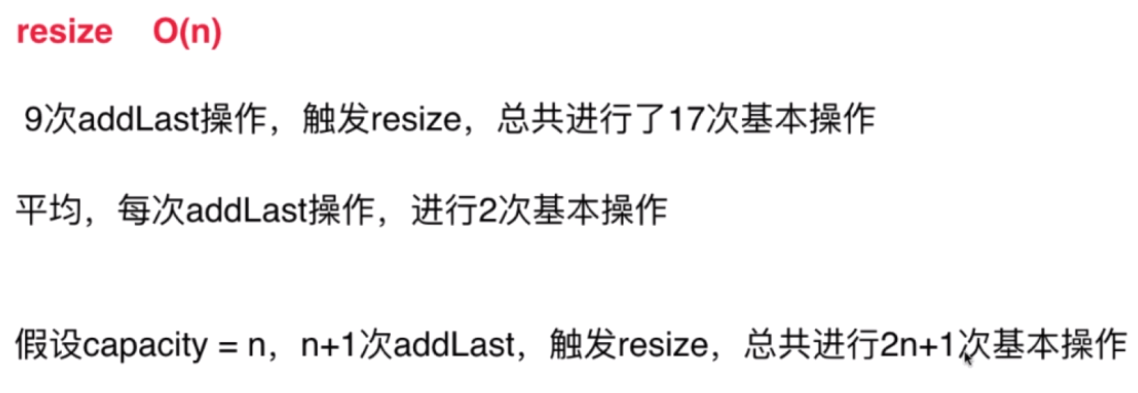 resize O(n)
9次addLast操作，触发resize，总共进行了17次基本操作
平均，每次addLast操作，进行2次基本操作
假设capacity = n，n+1次addLast，触发resize，总共进行2n+1次基本操作